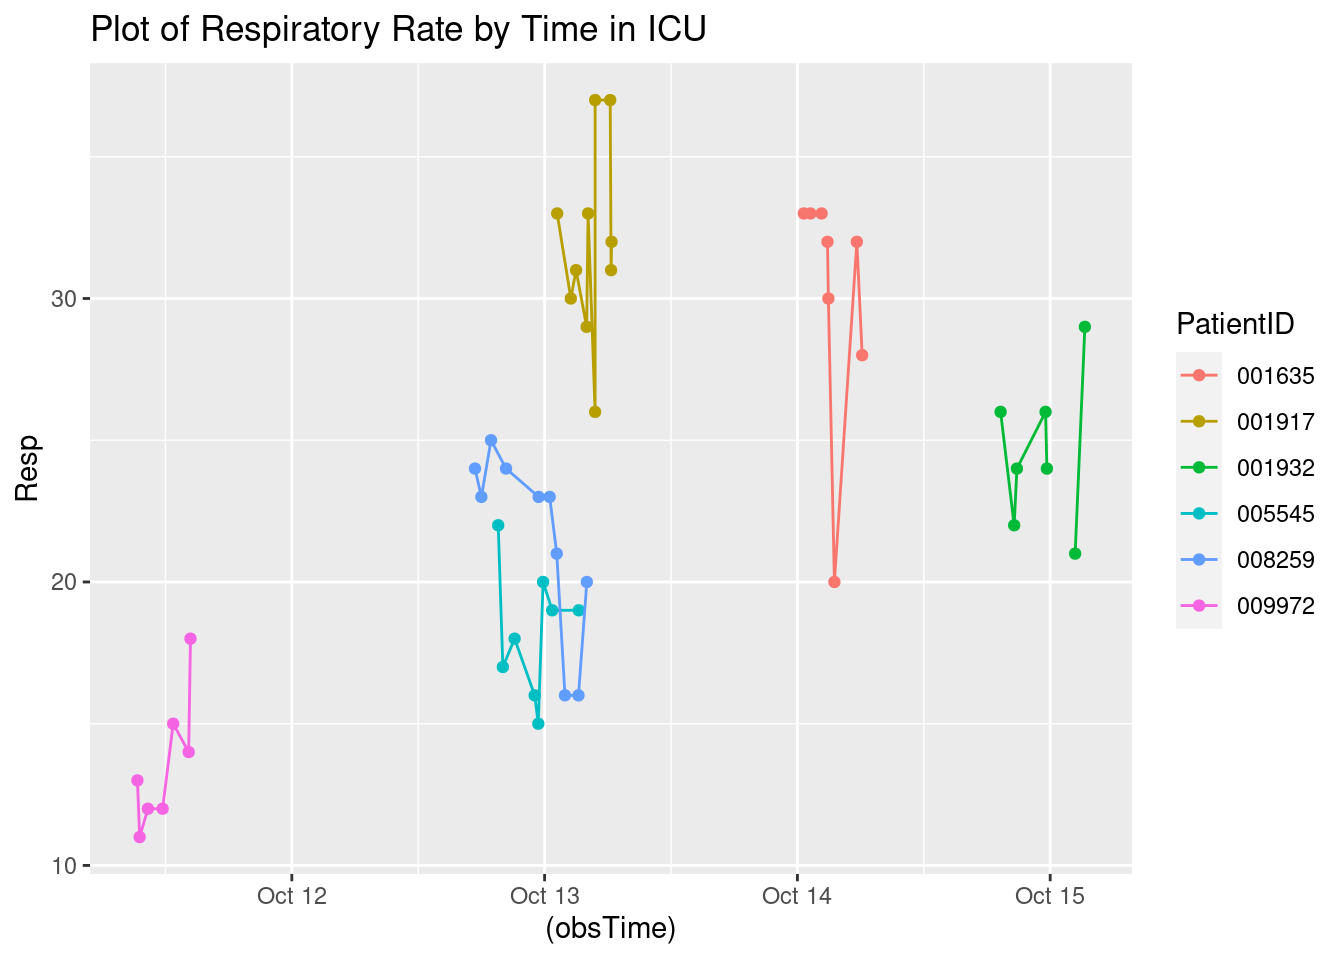 Plot of Respiratory Rate by Time in ICU
Resp
30
20
10
Oct 12
Oct 13
Oct 14
Oct 15
(obsTime)
PatientID
001635
001917
001932
005545
008259
009972